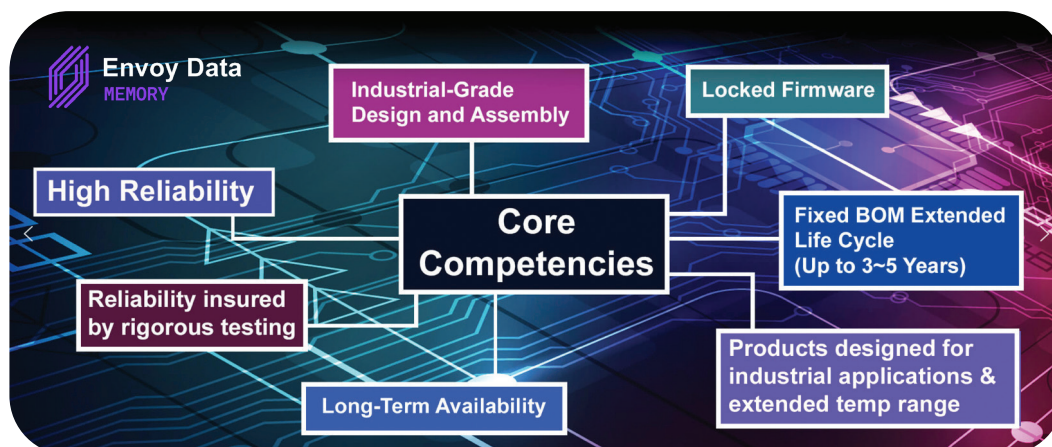 Envoy Data
MEMORY
Industrial-Grade
Design and Assembly
Locked Firmware
High Reliability
Core
Competencies
Fixed BOM Extended
Life Cycle
(Up to 3~5 Years)
Reliability insured
by rigorous testing
Products designed for
industrial applications &
extended temp range
Long-Term Availability